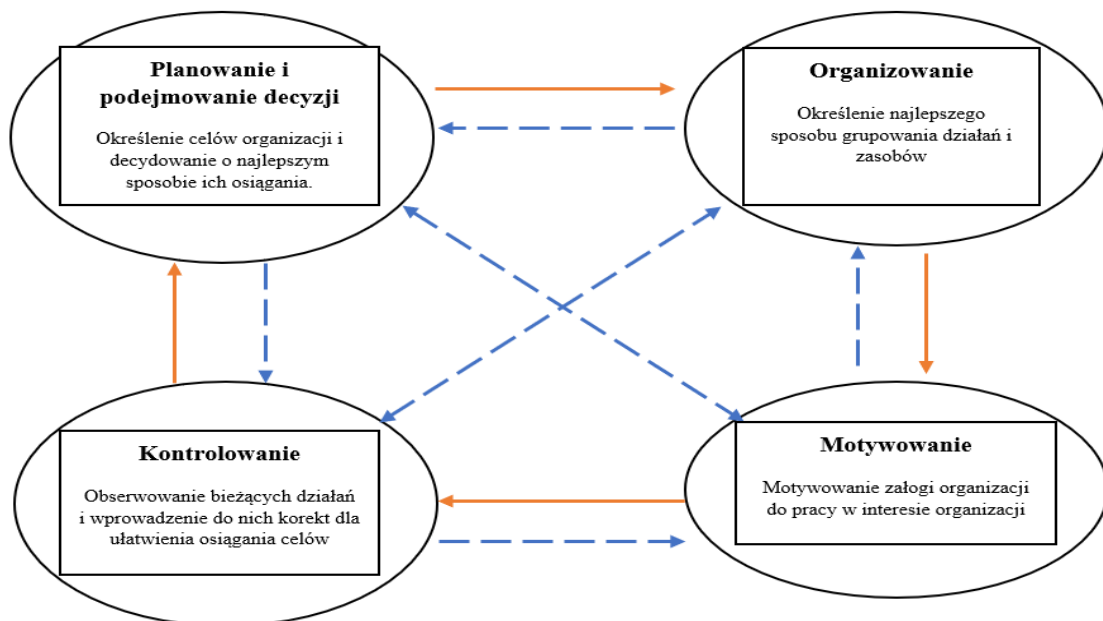 Planowanie i
podejmowanie decyzji
Określenie celów organizacji i
decydowanie o najlepszym
sposobie ich osiągania.
Organizowanie
Określenie najlepszego
sposobu grupowania działań i
zasobów
Kontrolowanie
Obserwowanie bieżących działań
i wprowadzenie do nich korekt dla
ułatwienia osiągania celów
Motywowanie
Motywowanie załogi organizacji
do pracy w interesie organizacji